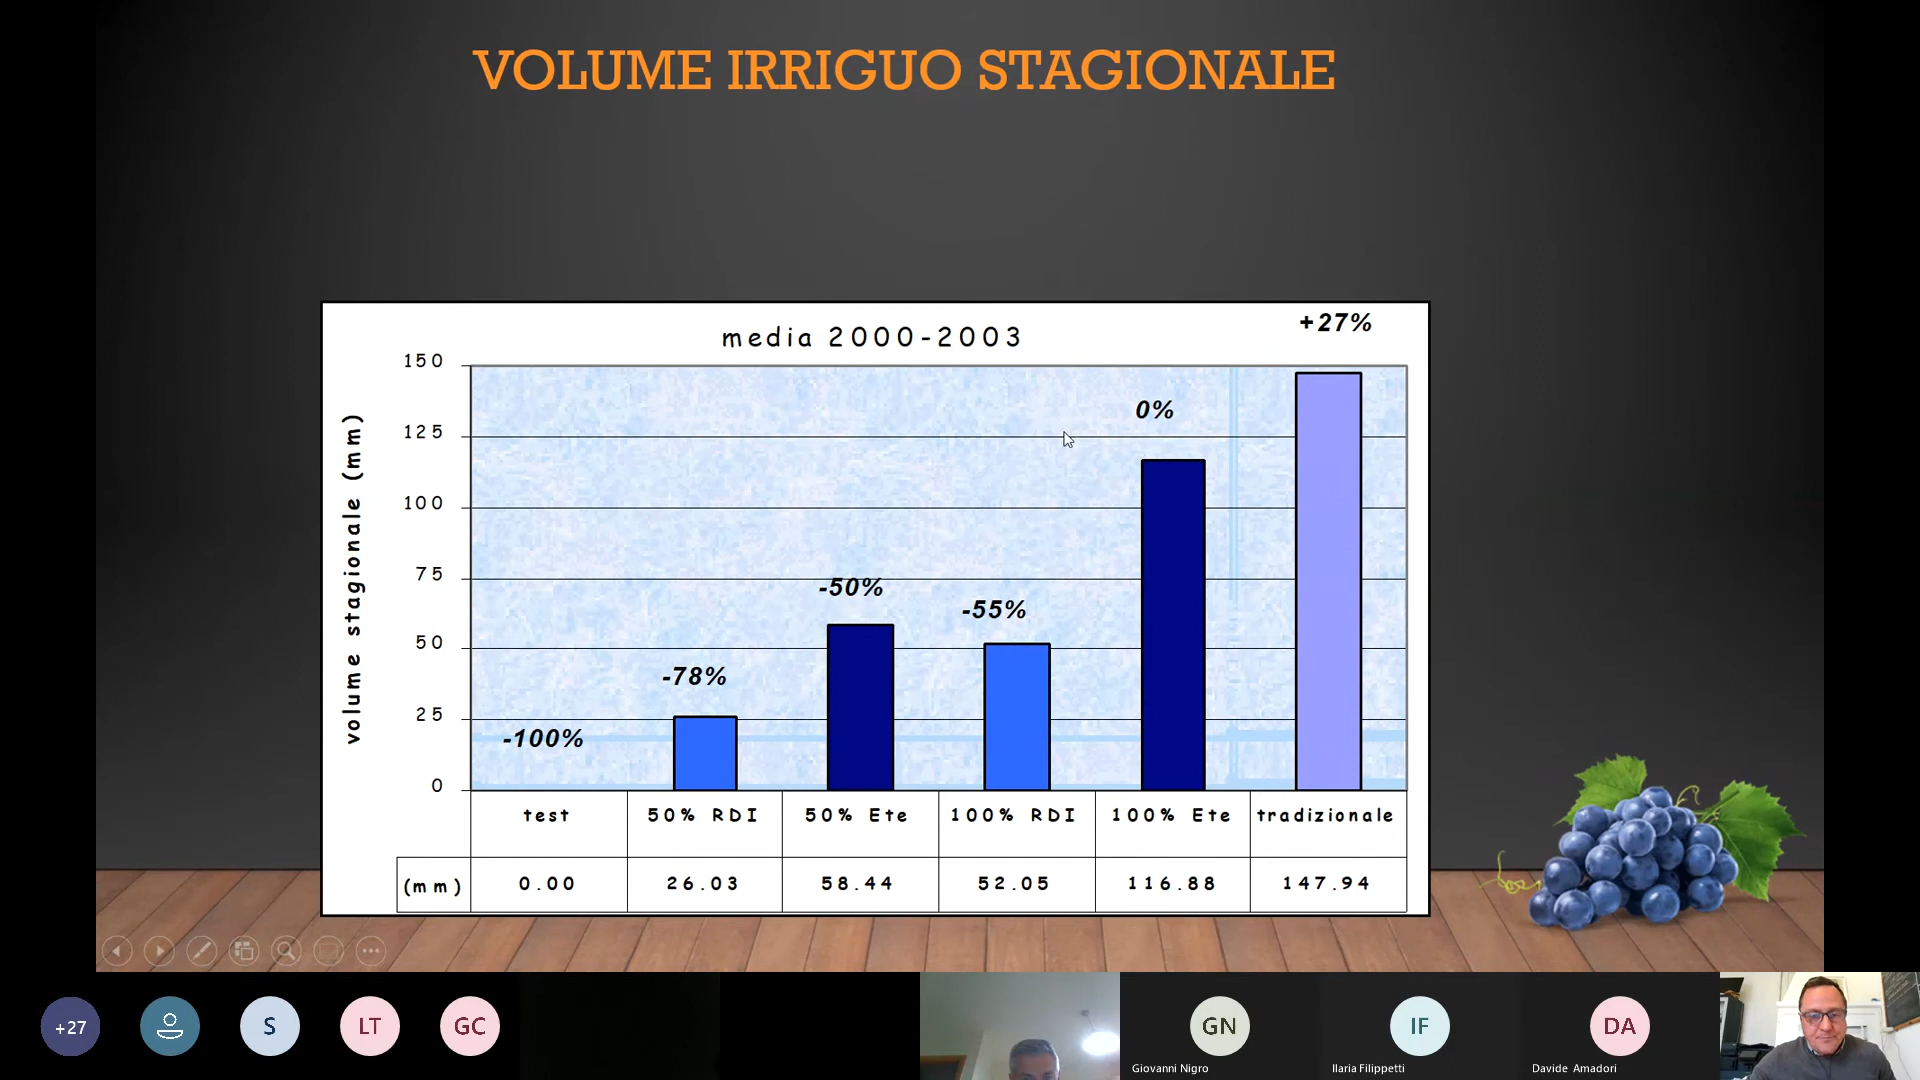 VOLUME IRRIGUO STAGIONALE
media 2000-2003
+27%
150
125
100
75
50
25
0
volume stagionale (mm)
-100%
-78%
-50%
-55%
0%
test 50% RDI 50% Ete 100% RDI 100% Ete tradizionale
(mm) 0.00 26.03 58.44 52.05 116.88 147.94
+27
S
LT
GC
GN
Giovanni Nigro
IF
Ilaria Filippetti
DA
Davide Amadori